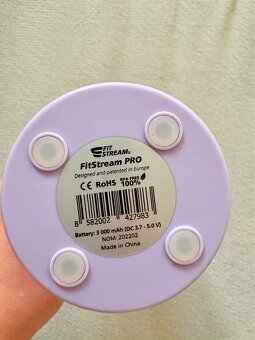 FIT
STREAM®
FitStream PRO
Designed and patented in Europe
CE RoHS BPA FREE 100%
8 582002 427983
Battery: 3 000 mAh (DC 3.7 - 5.0 V)
NOM: 202202
Made in China